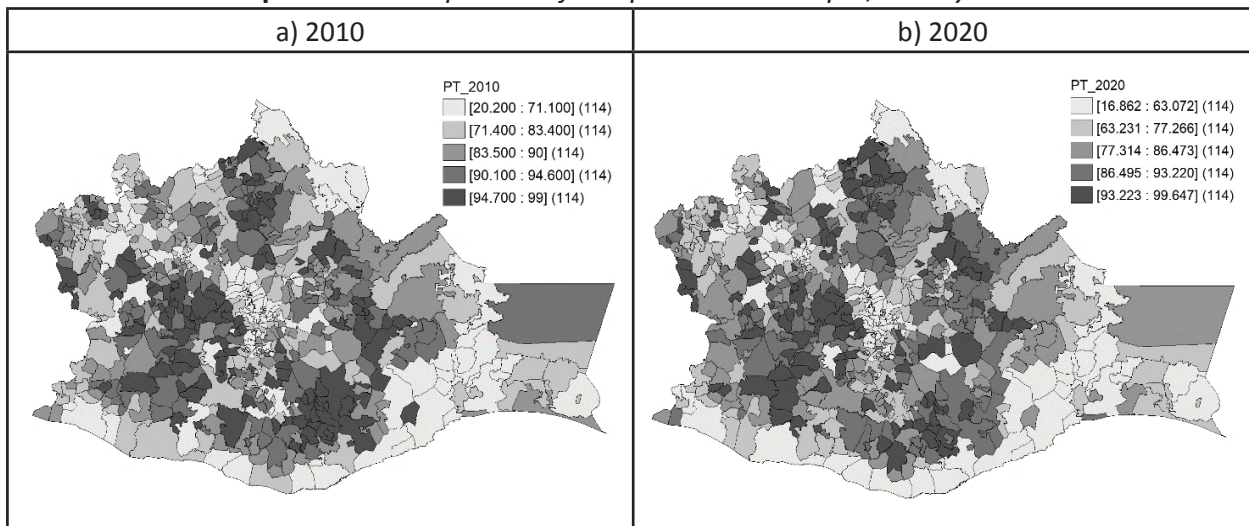 a) 2010
b) 2020
PT_2010
[20.200 : 71.100] (114)
[71.400 : 83.400] (114)
[83.500 : 90] (114)
[90.100 : 94.600] (114)
[94.700 : 99] (114)
PT_2020
[16.862 : 63.072] (114)
[63.231 : 77.266] (114)
[77.314 : 86.473] (114)
[86.495 : 93.220] (114)
[93.223 : 99.647] (114)